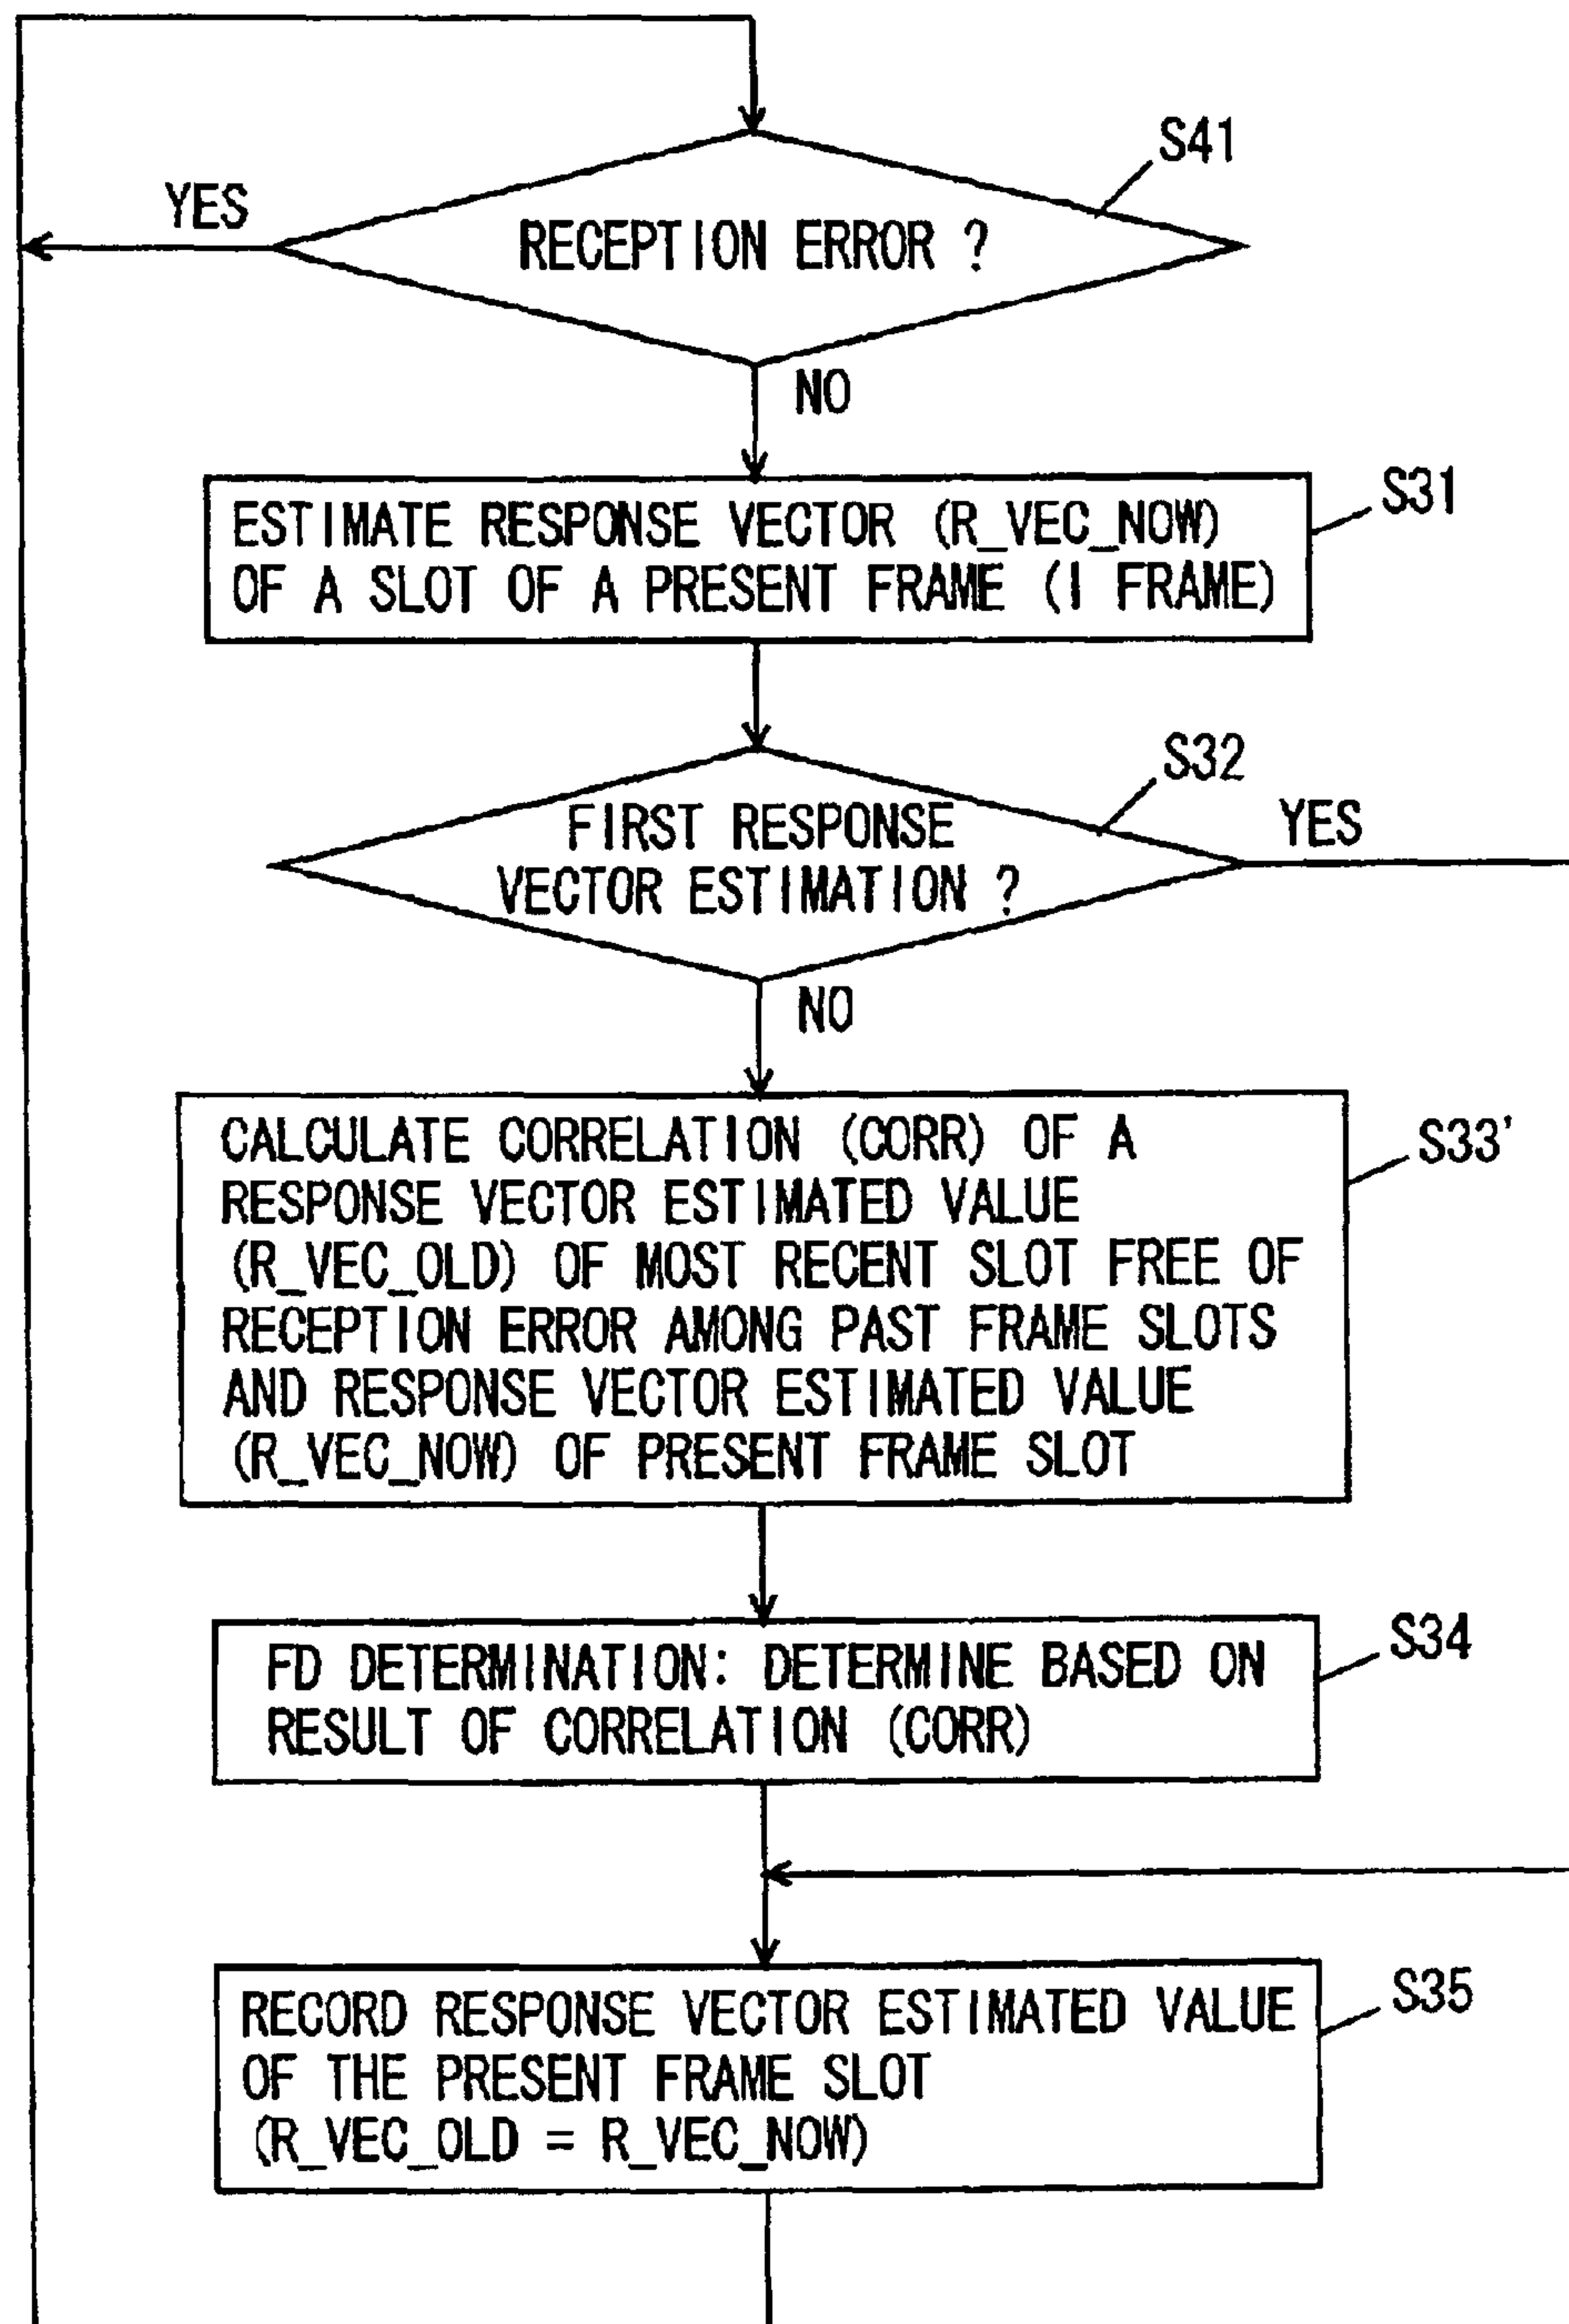 S41
YES
RECEPTION ERROR ?
NO
S31
ESTIMATE RESPONSE VECTOR (R_VEC_NOW)
OF A SLOT OF A PRESENT FRAME (I FRAME)
S32
FIRST RESPONSE
VECTOR ESTIMATION ?
YES
NO
S33'
CALCULATE CORRELATION (CORR) OF A
RESPONSE VECTOR ESTIMATED VALUE
(R_VEC_OLD) OF MOST RECENT SLOT FREE OF
RECEPTION ERROR AMONG PAST FRAME SLOTS
AND RESPONSE VECTOR ESTIMATED VALUE
(R_VEC_NOW) OF PRESENT FRAME SLOT
S34
FD DETERMINATION: DETERMINE BASED ON
RESULT OF CORRELATION (CORR)
S35
RECORD RESPONSE VECTOR ESTIMATED VALUE
OF THE PRESENT FRAME SLOT
(R_VEC_OLD = R_VEC_NOW)